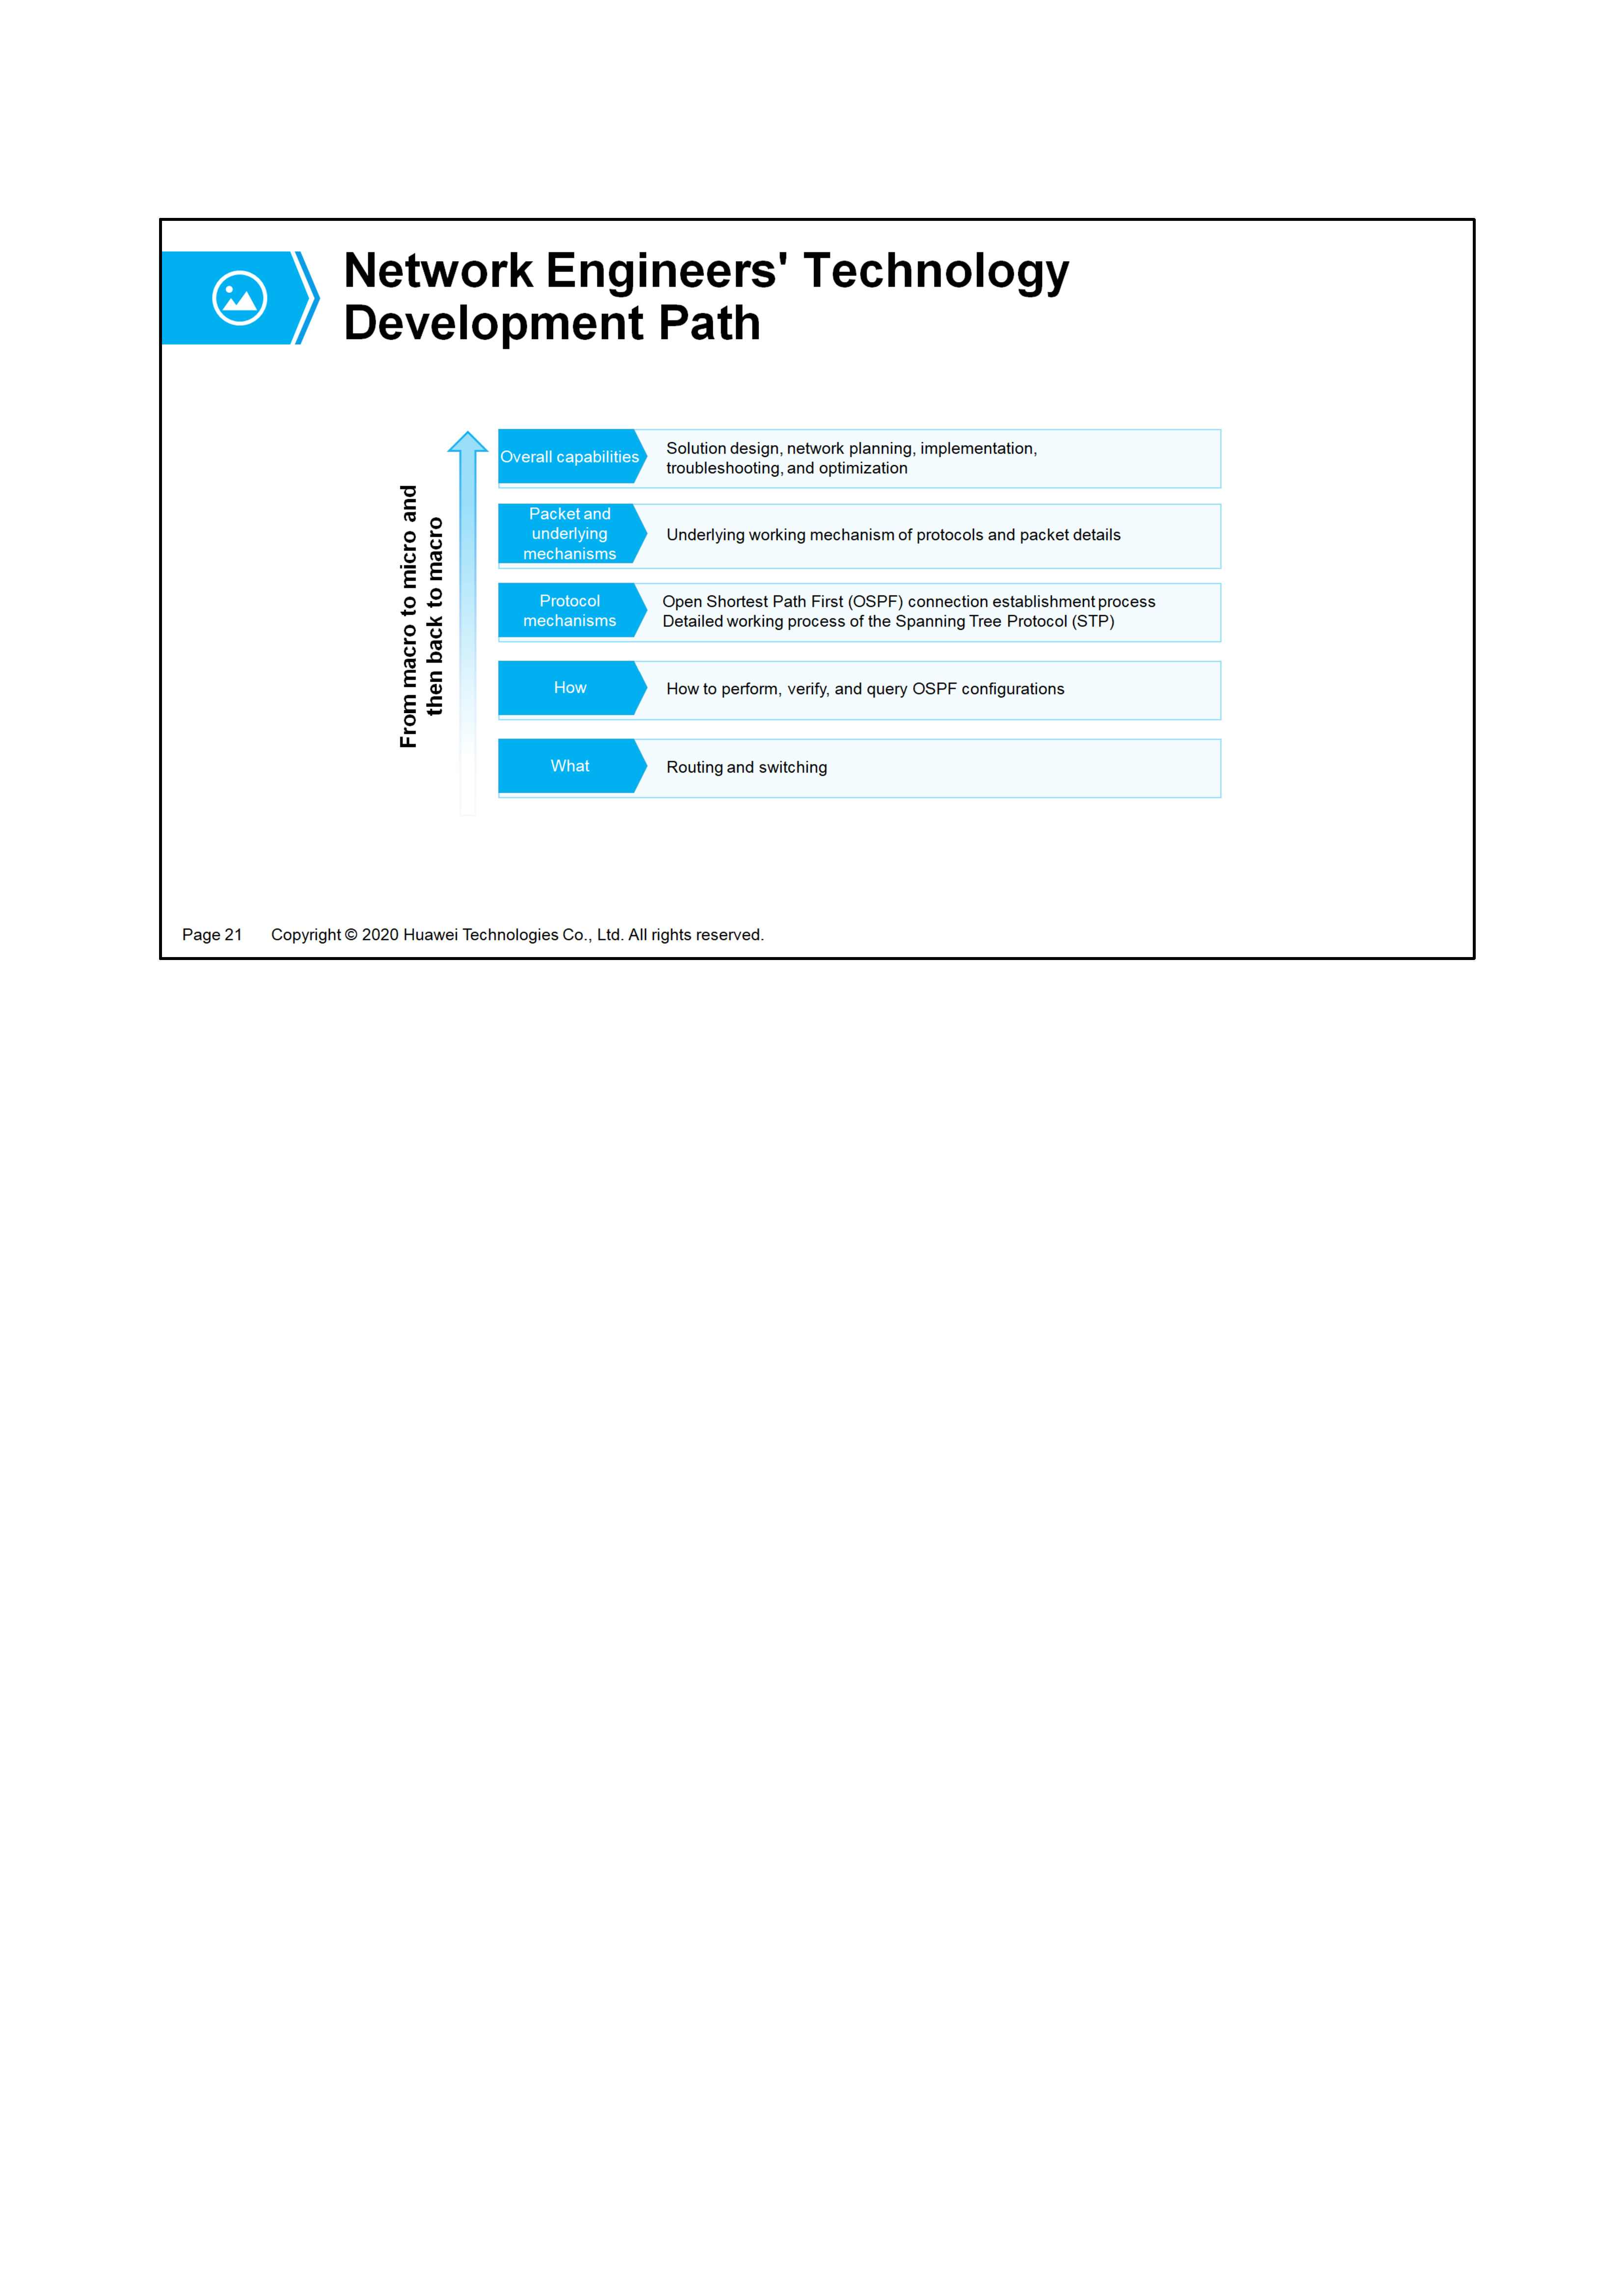 Network Engineers' Technology
Development Path
From macro to micro and
then back to macro
Overall capabilities
Solution design, network planning, implementation,
troubleshooting, and optimization
Packet and
underlying
mechanisms
Underlying working mechanism of protocols and packet details
Protocol
mechanisms
Open Shortest Path First (OSPF) connection establishment process
Detailed working process of the Spanning Tree Protocol (STP)
How
How to perform, verify, and query OSPF configurations
What
Routing and switching
Page 21 Copyright © 2020 Huawei Technologies Co., Ltd. All rights reserved.